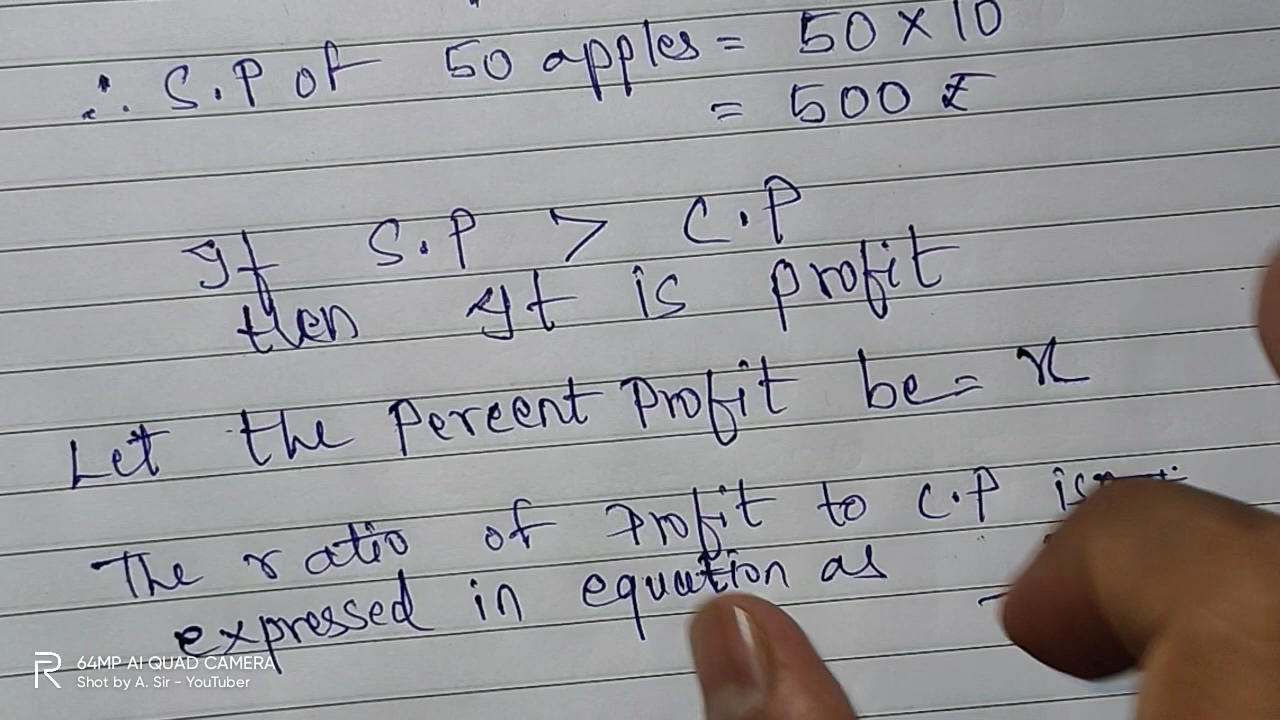 ∴ S.P of 50 apples = 50 × 10
= 500 ₹
If S.P > C.P
then It is profit
Let the Percent Profit be = x
The ratio of Profit to C.P is
expressed in equation as
64MP AI QUAD CAMERA
Shot by A. Sir - YouTuber